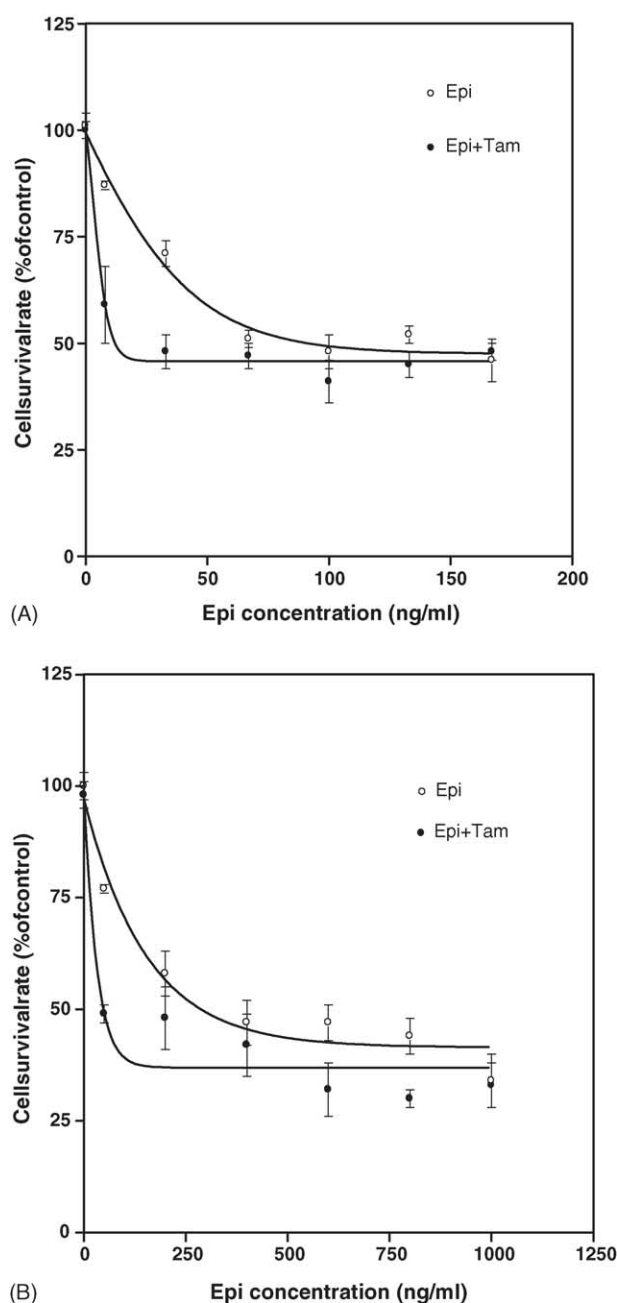 125
100
75
50
25
0
Cellsurvivalrate (%ofcontrol)
Epi
Epi+Tam
0 50 100 150 200
(A) Epi concentration (ng/ml)
125
100
75
50
25
0
Cellsurvivalrate (%ofcontrol)
Epi
Epi+Tam
0 250 500 750 1000 1250
(B) Epi concentration (ng/ml)